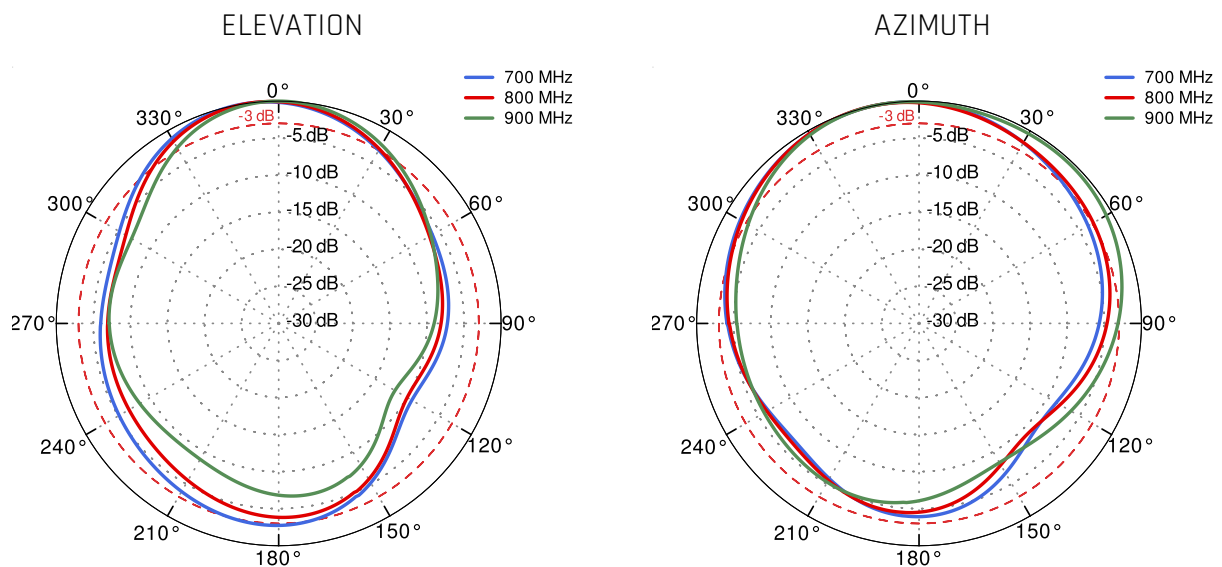 ELEVATION
700 MHz
800 MHz
900 MHz
0°
330°
30°
-3 dB
-5 dB
-10 dB
300°
60°
-15 dB
-20 dB
-25 dB
-30 dB
270°
90°
240°
120°
210°
150°
180°
AZIMUTH
700 MHz
800 MHz
900 MHz
0°
330°
30°
-3 dB
-5 dB
-10 dB
300°
60°
-15 dB
-20 dB
-25 dB
-30 dB
270°
90°
240°
120°
210°
150°
180°